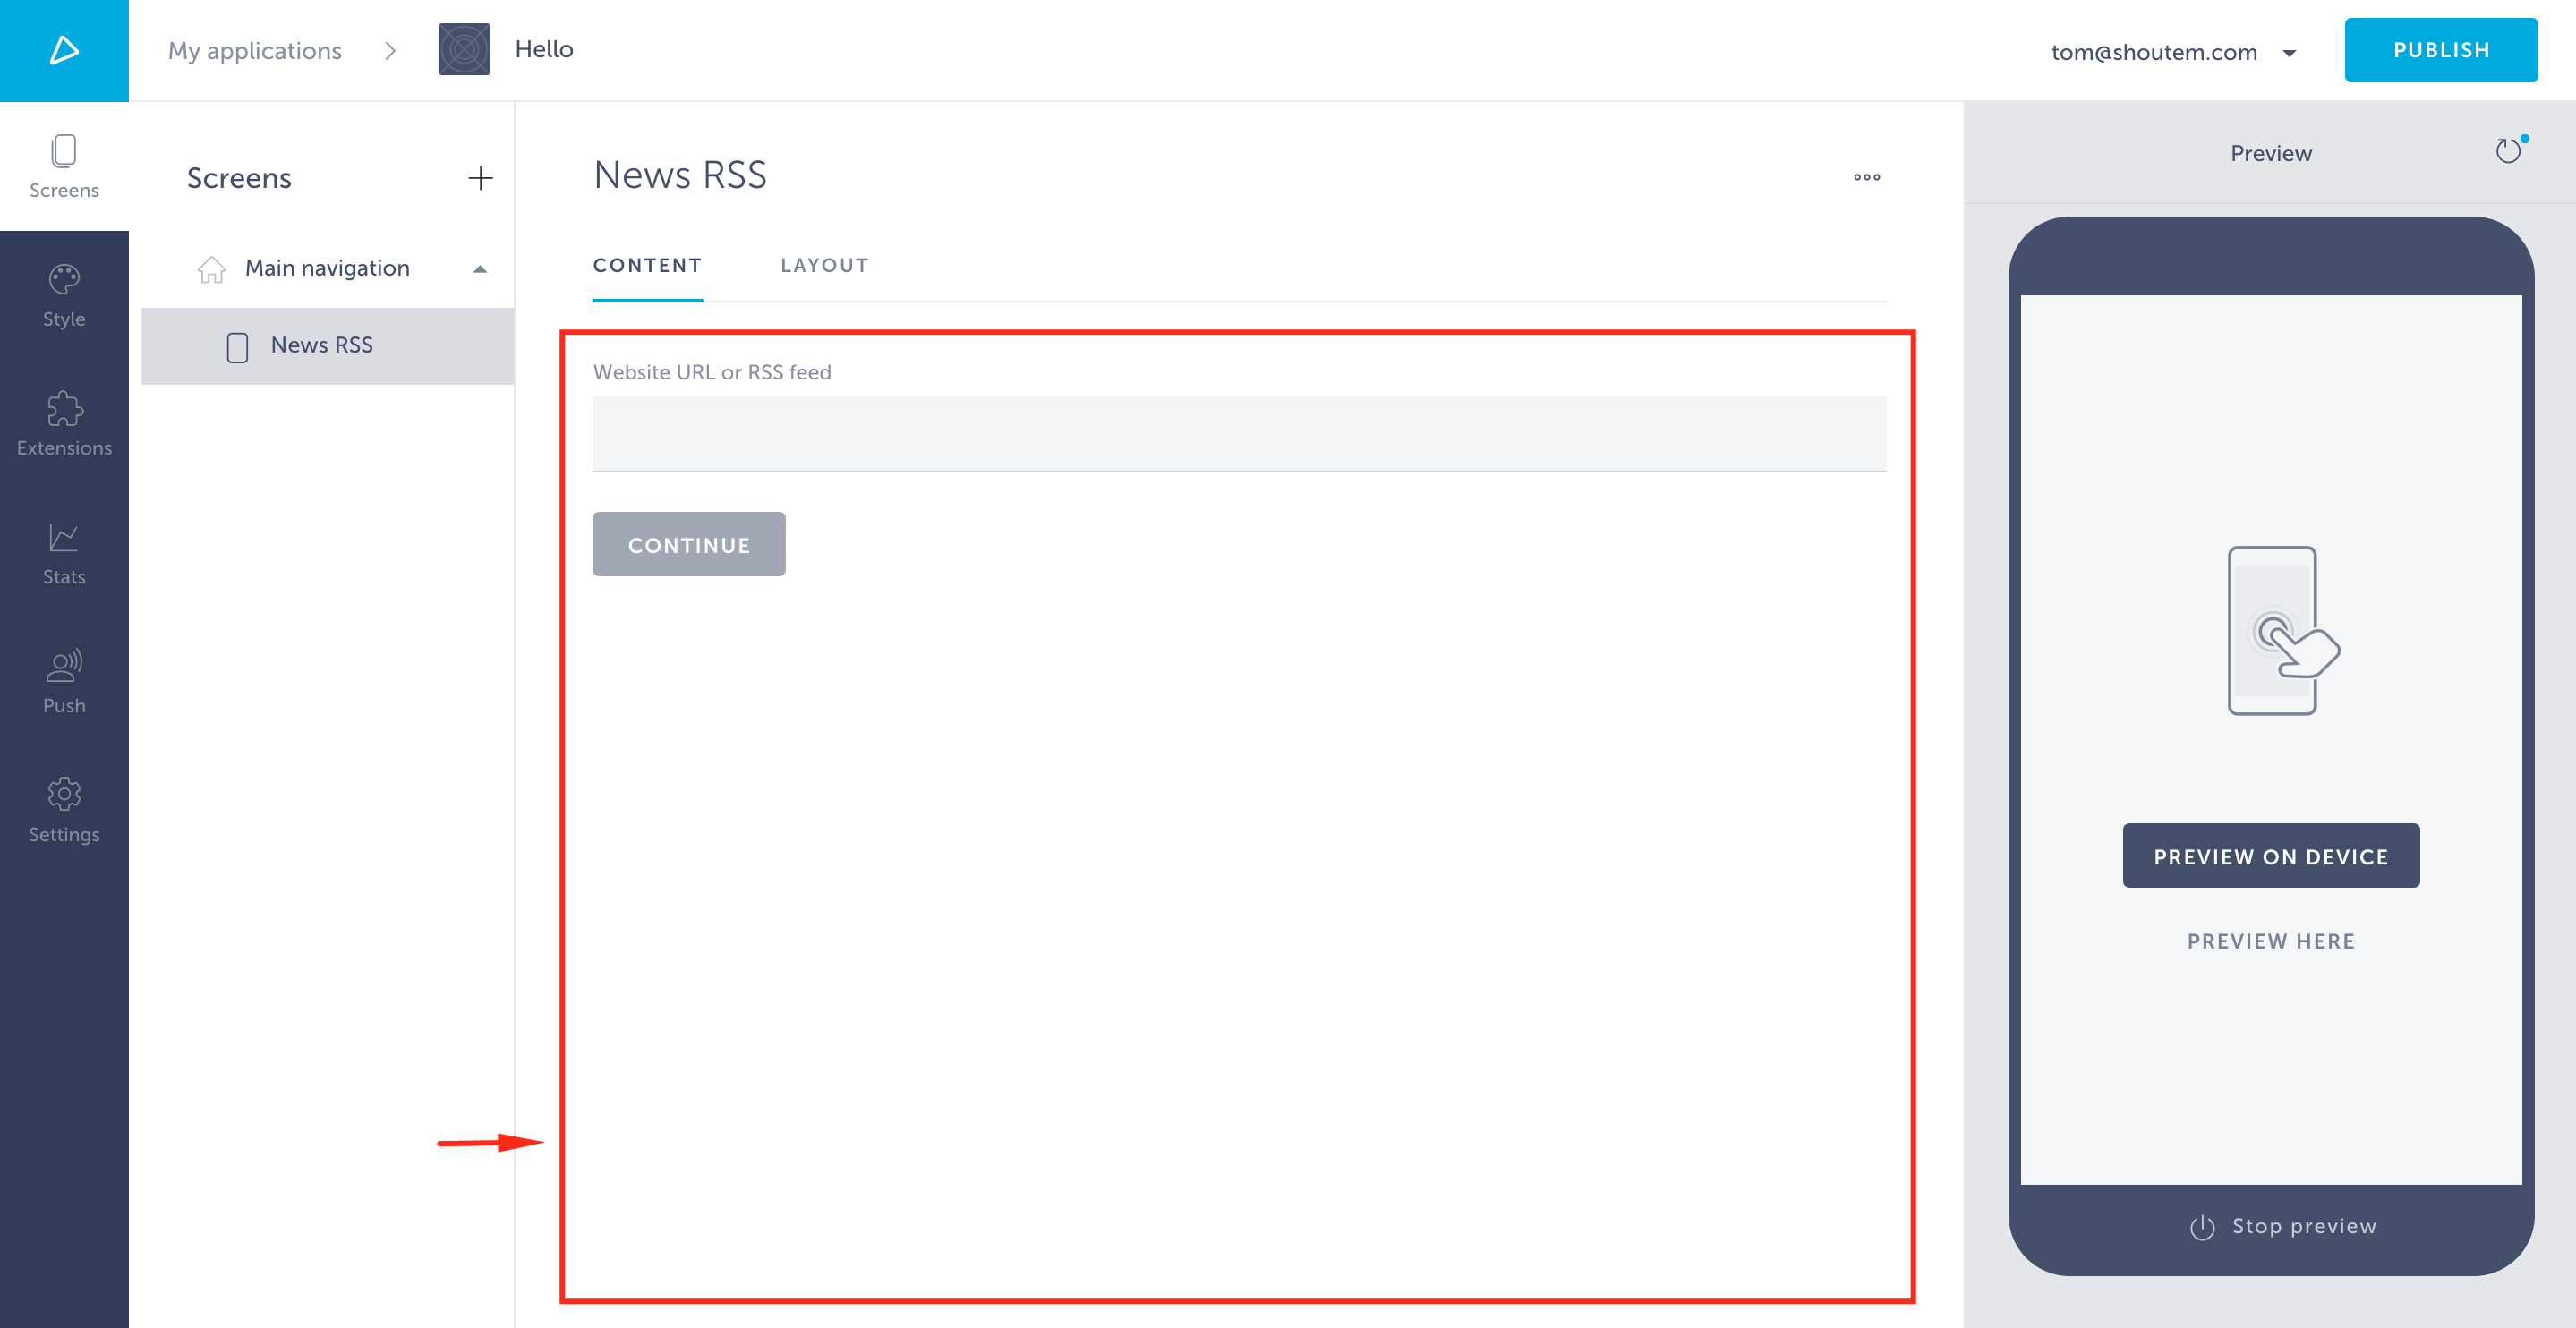 My applications
Hello
tom@shoutem.com
PUBLISH
Screens
Style
Extensions
Stats
Push
Settings
Screens
Main navigation
News RSS
News RSS
CONTENT LAYOUT
Website URL or RSS feed
CONTINUE
Preview
PREVIEW ON DEVICE
PREVIEW HERE
Stop preview